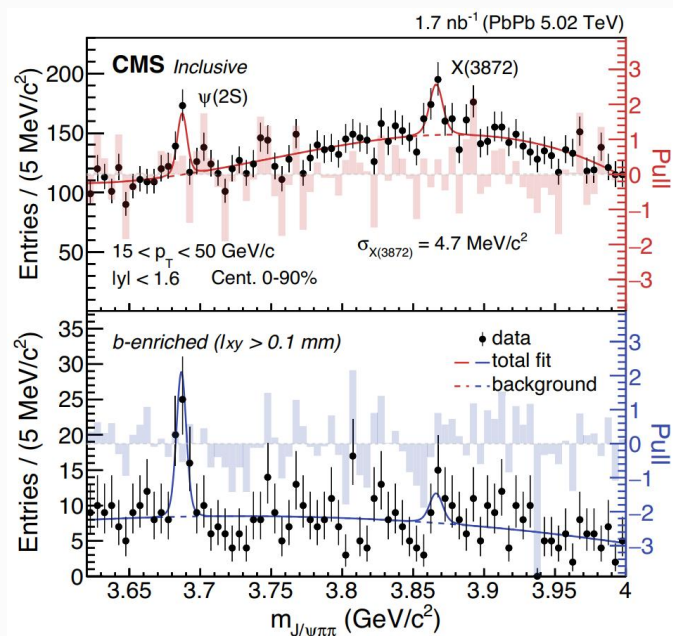 1.7 nb⁻¹ (PbPb 5.02 TeV)
CMS Inclusive
ψ(2S)
X(3872)
15 < p_T < 50 GeV/c
|y| < 1.6 Cent. 0-90%
σ_X(3872) = 4.7 MeV/c²
Entries / (5 MeV/c²)
200
150
100
50
Pull
3
2
1
0
−1
−2
−3
b-enriched (lxy > 0.1 mm)
data
total fit
background
Entries / (5 MeV/c²)
35
30
25
20
15
10
5
0
Pull
3
2
1
0
−1
−2
−3
3.65 3.7 3.75 3.8 3.85 3.9 3.95 4
m_J/ψππ (GeV/c²)